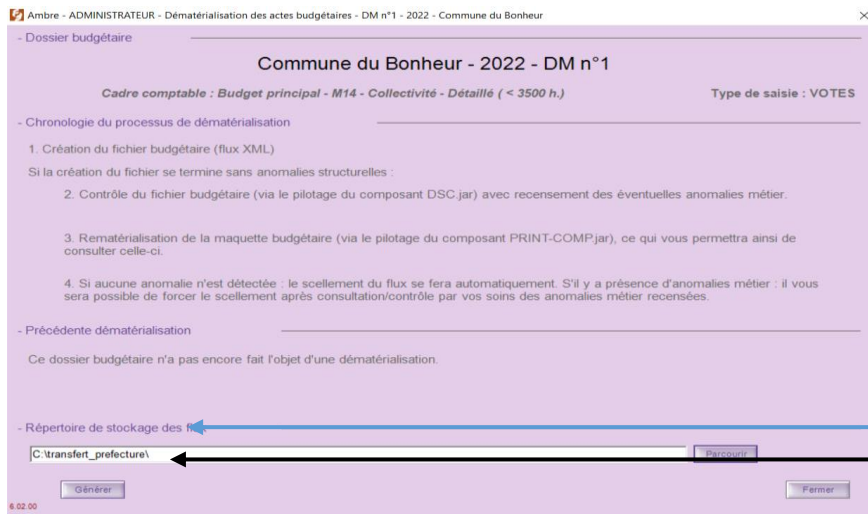 Ambre - ADMINISTRATEUR - Dématérialisation des actes budgétaires - DM n°1 - 2022 - Commune du Bonheur
- Dossier budgétaire
Commune du Bonheur - 2022 - DM n°1
Cadre comptable : Budget principal - M14 - Collectivité - Détaillé ( < 3500 h.)
Type de saisie : VOTES
- Chronologie du processus de dématérialisation
1. Création du fichier budgétaire (flux XML)
Si la création du fichier se termine sans anomalies structurelles :
2. Contrôle du fichier budgétaire (via le pilotage du composant DSC.jar) avec recensement des éventuelles anomalies métier.
3. Rematérialisation de la maquette budgétaire (via le pilotage du composant PRINT-COMP.jar), ce qui vous permettra ainsi de
consulter celle-ci.
4. Si aucune anomalie n'est détectée : le scellement du flux se fera automatiquement. S'il y a présence d'anomalies métier : il vous
sera possible de forcer le scellement après consultation/contrôle par vos soins des anomalies métier recensées.
- Précédente dématérialisation
Ce dossier budgétaire n'a pas encore fait l'objet d'une dématérialisation.
- Répertoire de stockage des
C:\transfert_prefecture\
Parcourir
Générer
Fermer
6.02.00